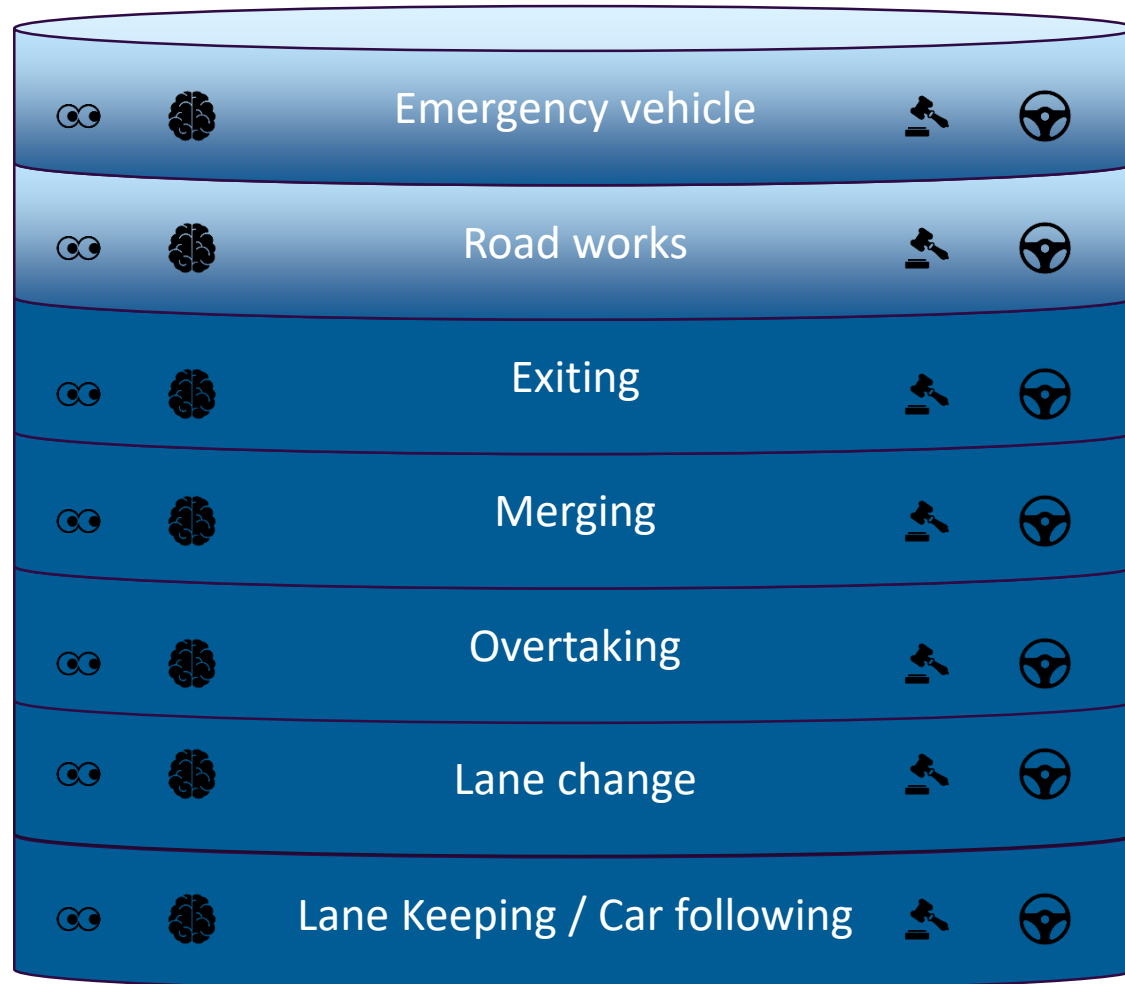 Emergency vehicle
Road works
Exiting
Merging
Overtaking
Lane change
Lane Keeping / Car following